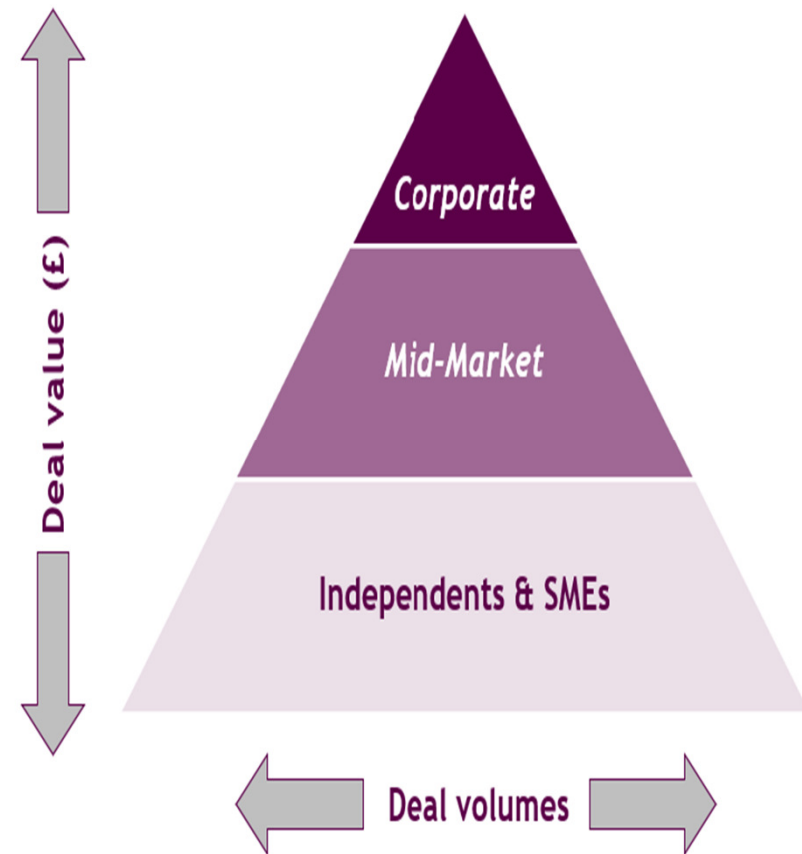 Corporate
Mid-Market
Independents & SMEs
Deal value (£)
Deal volumes